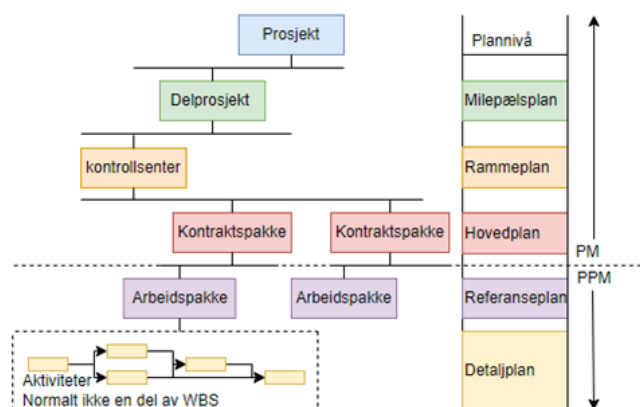 Prosjekt
Plannivå
Delprosjekt
Milepælsplan
kontrollsenter
Rammeplan
Kontraktspakke
Kontraktspakke
Hovedplan
PM
PPM
Arbeidspakke
Arbeidspakke
Referanseplan
Aktiviteter
Normalt ikke en del av WBS
Detaljplan